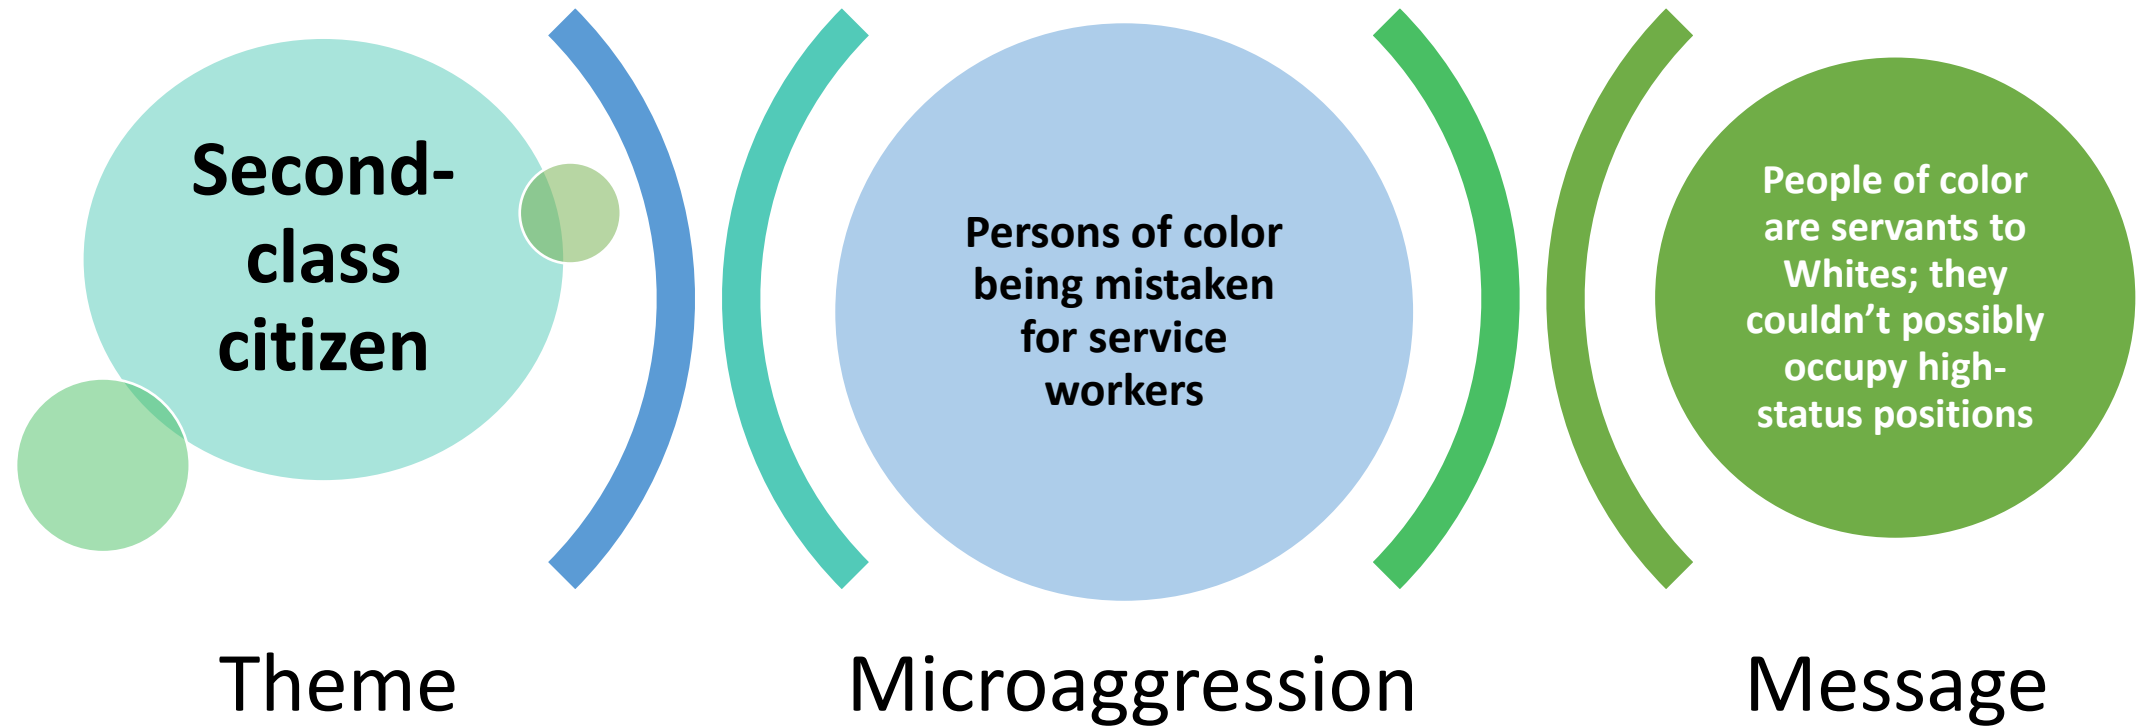 Second-
class
citizen
Persons of color
being mistaken
for service
workers
People of color
are servants to
Whites; they
couldn’t possibly
occupy high-
status positions
Theme
Microaggression
Message